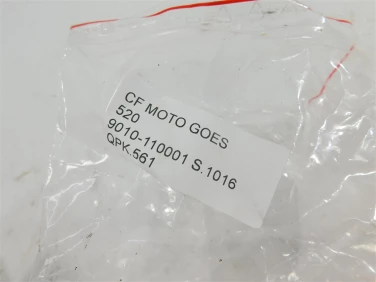 CF MOTO GOES
520
9010-110001 S.1016
QPK.561